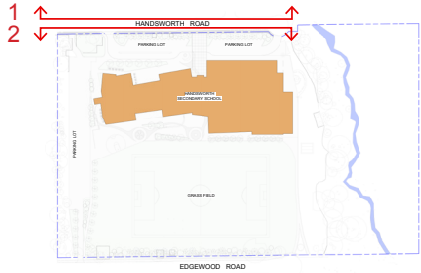 1
HANDSWORTH ROAD
2
PARKING LOT
PARKING LOT
HANDSWORTH
SECONDARY SCHOOL
PARKING LOT
GRASS FIELD
EDGEWOOD ROAD